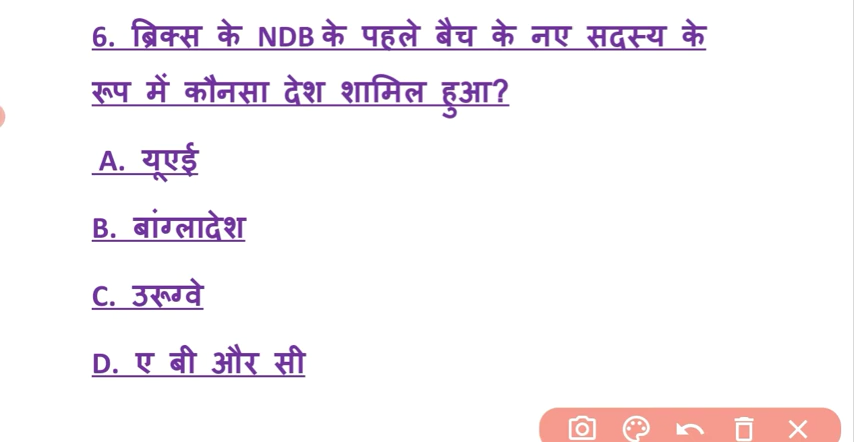 6. ब्रिक्स के NDB के पहले बैच के नए सदस्य के
रूप में कौनसा देश शामिल हुआ?
A. यूएई
B. बांग्लादेश
C. उरूग्वे
D. ए बी और सी